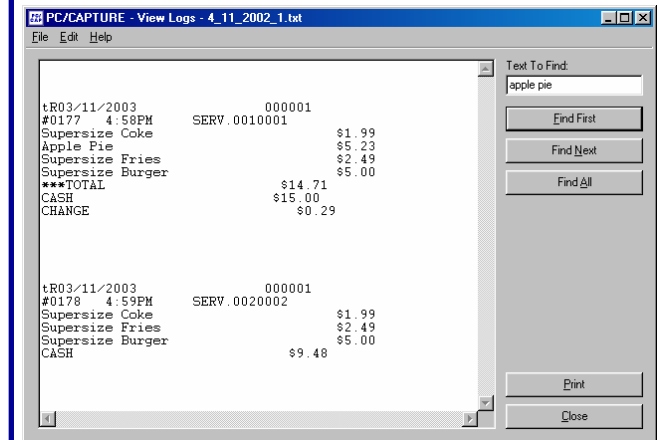 PC/CAPTURE - View Logs - 4_11_2002_1.txt
File Edit Help
tR03/11/2003 000001
#0177 4:58PM SERV.0010001
Supersize Coke $1.99
Apple Pie $5.23
Supersize Fries $2.49
Supersize Burger $5.00
***TOTAL $14.71
CASH $15.00
CHANGE $0.29
tR03/11/2003 000001
#0178 4:59PM SERV.0020002
Supersize Coke $1.99
Supersize Fries $2.49
Supersize Burger $5.00
CASH $9.48
Text To Find:
apple pie
Find First
Find Next
Find All
Print
Close